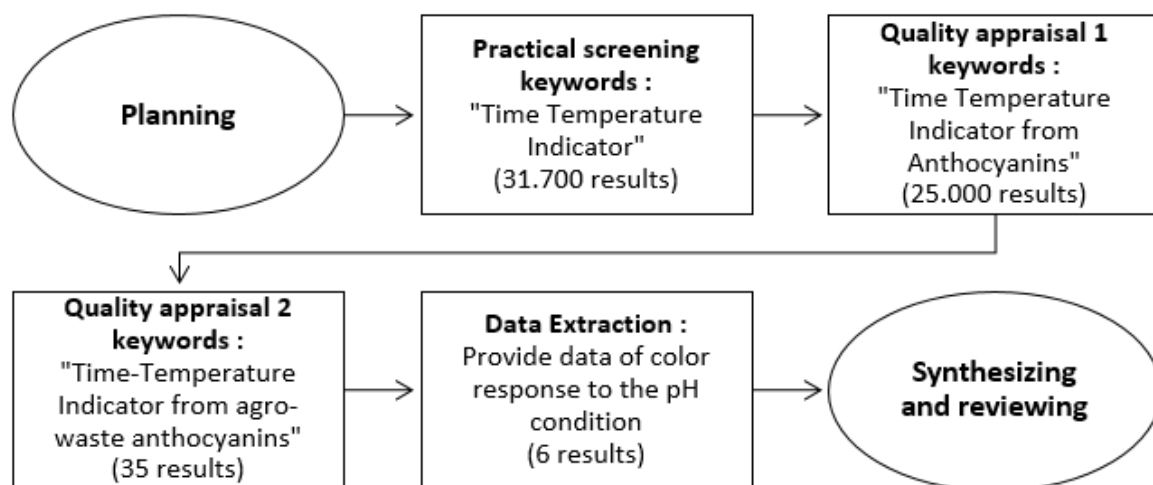 Planning
Practical screening
keywords :
"Time Temperature
Indicator"
(31.700 results)
Quality appraisal 1
keywords :
"Time Temperature
Indicator from
Anthocyanins"
(25.000 results)
Quality appraisal 2
keywords :
"Time-Temperature
Indicator from agro-
waste anthocyanins"
(35 results)
Data Extraction :
Provide data of color
response to the pH
condition
(6 results)
Synthesizing
and reviewing